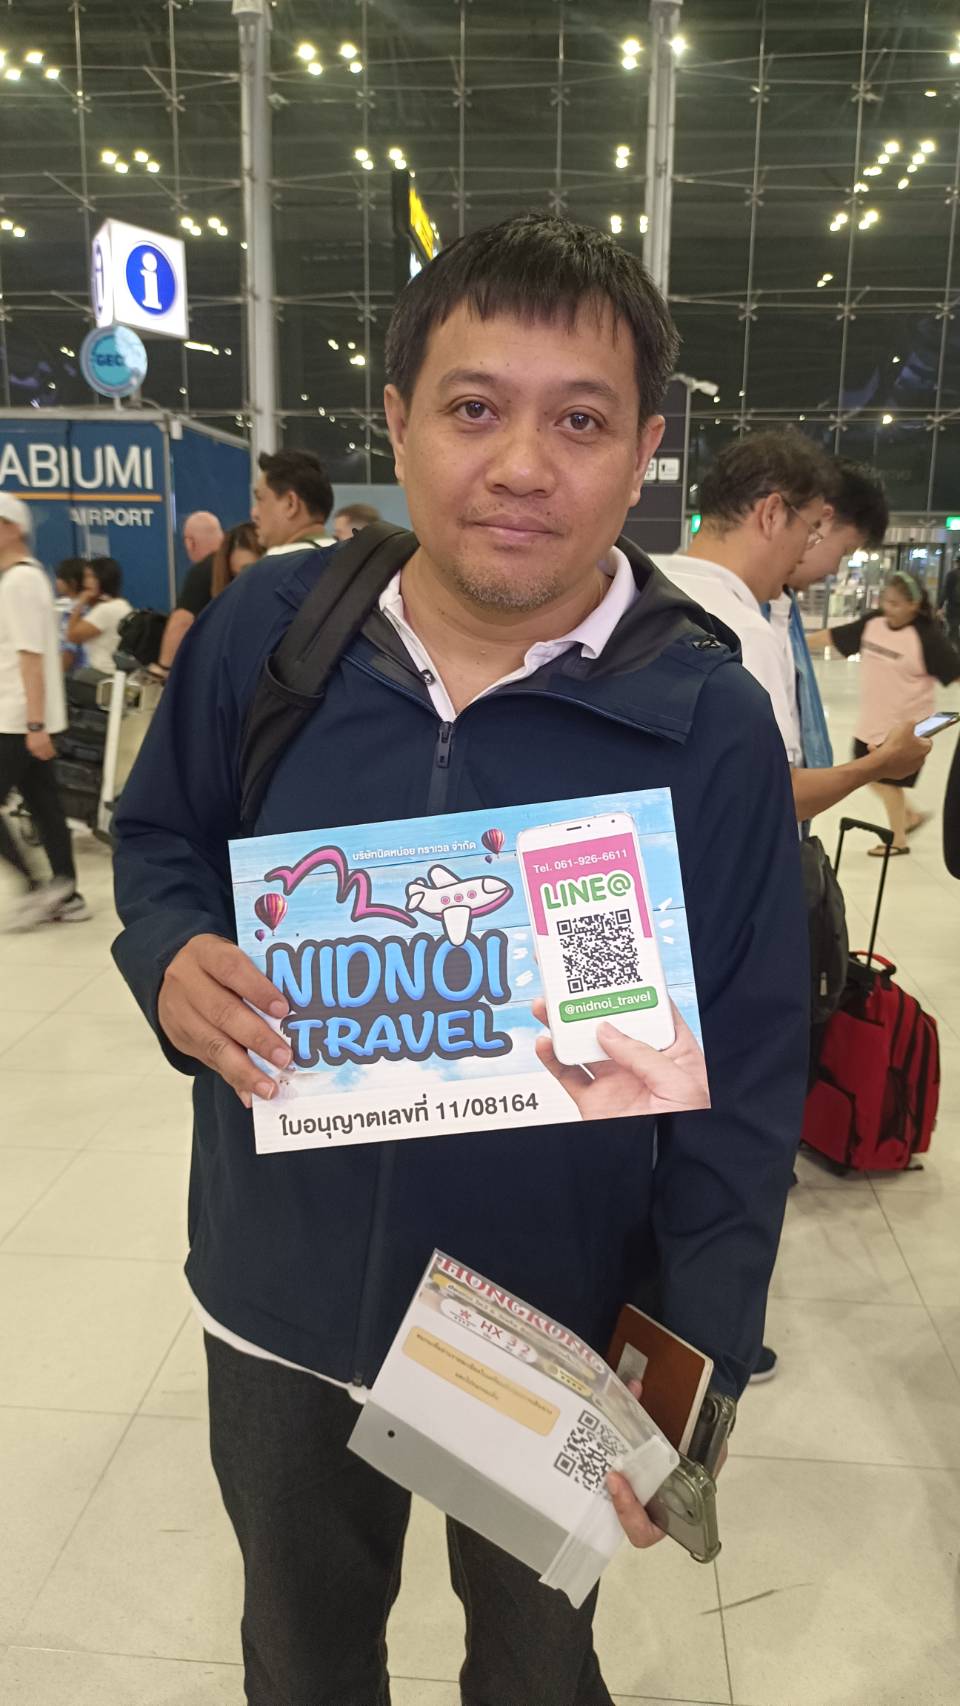 i
GEC
ABIUMI
AIRPORT
บริษัทนิดหน่อย ทราเวล จำกัด
NIDNOI
TRAVEL
Tel. 061-926-6611
LINE@
@nidnoi_travel
ใบอนุญาตเลขที่ 11/08164
HONGKONG
HX 32